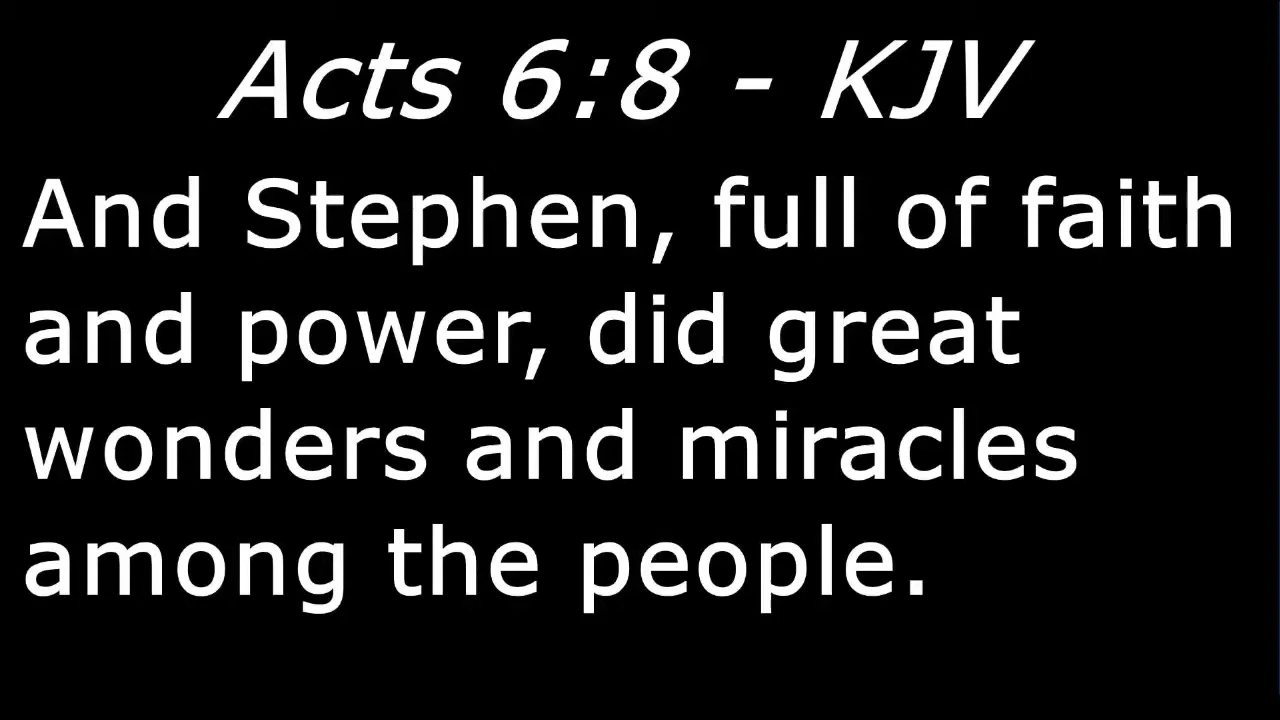 Acts 6:8 - KJV
And Stephen, full of faith
and power, did great
wonders and miracles
among the people.